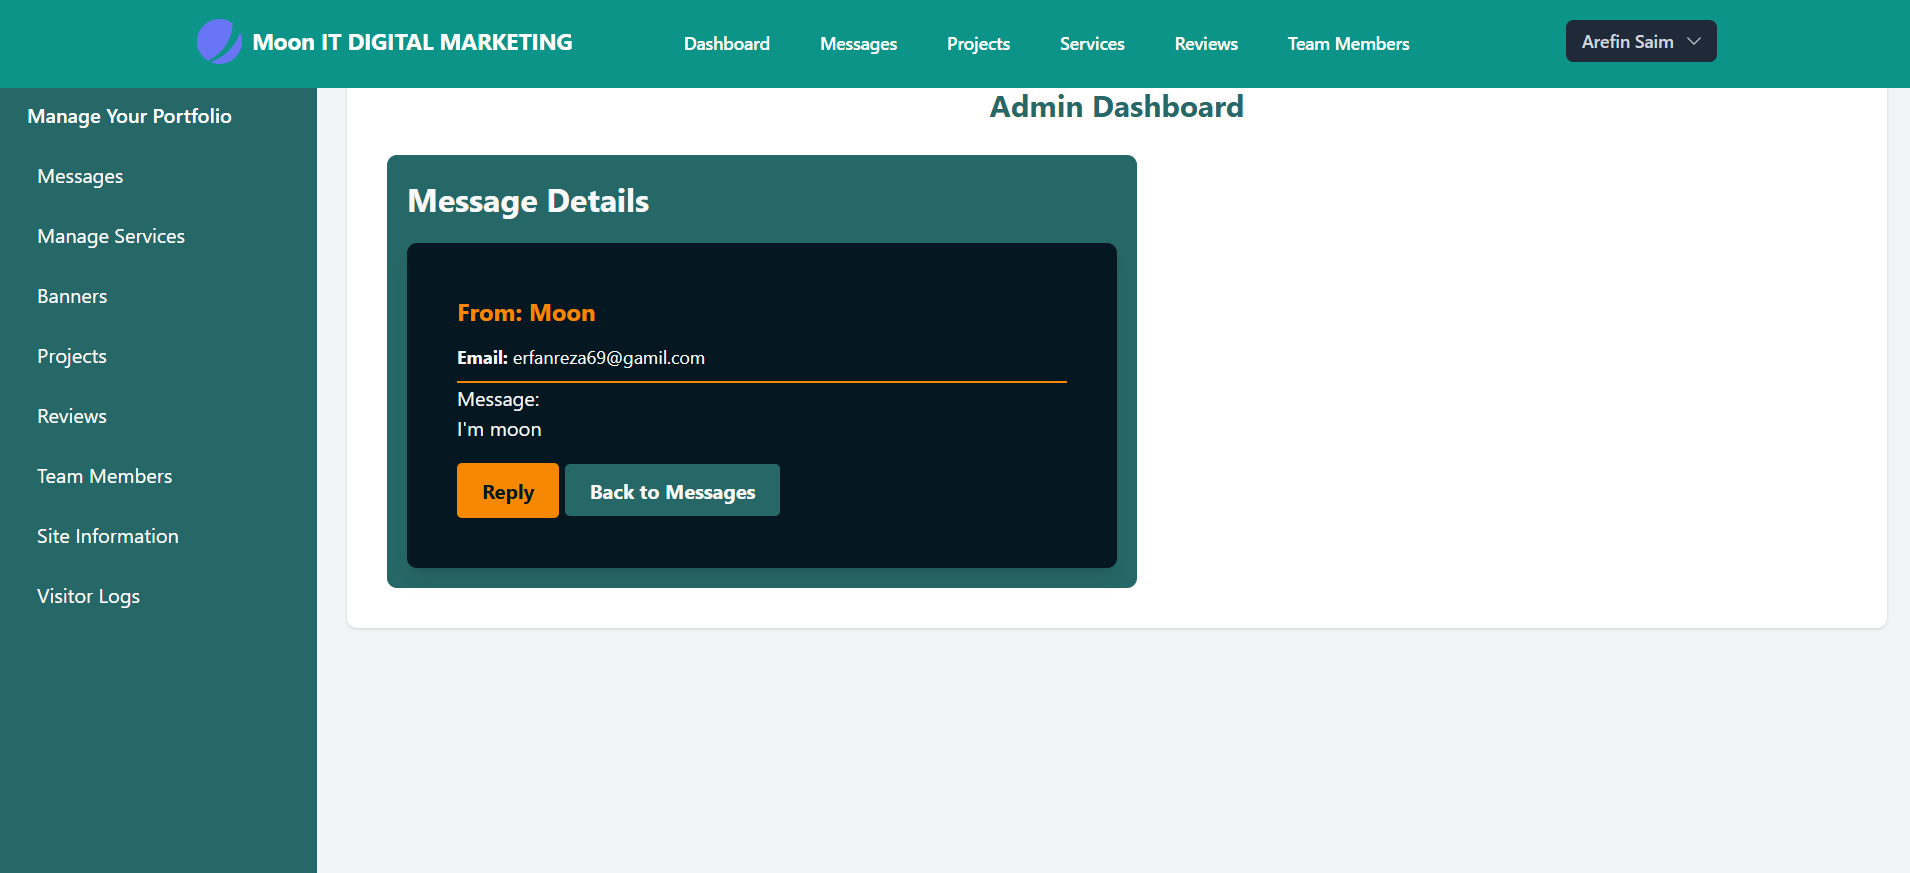 Moon IT DIGITAL MARKETING
Dashboard
Messages
Projects
Services
Reviews
Team Members
Arefin Saim
Manage Your Portfolio
Messages
Manage Services
Banners
Projects
Reviews
Team Members
Site Information
Visitor Logs
Admin Dashboard
Message Details
From: Moon
Email: erfanreza69@gamil.com
Message:
I'm moon
Reply
Back to Messages